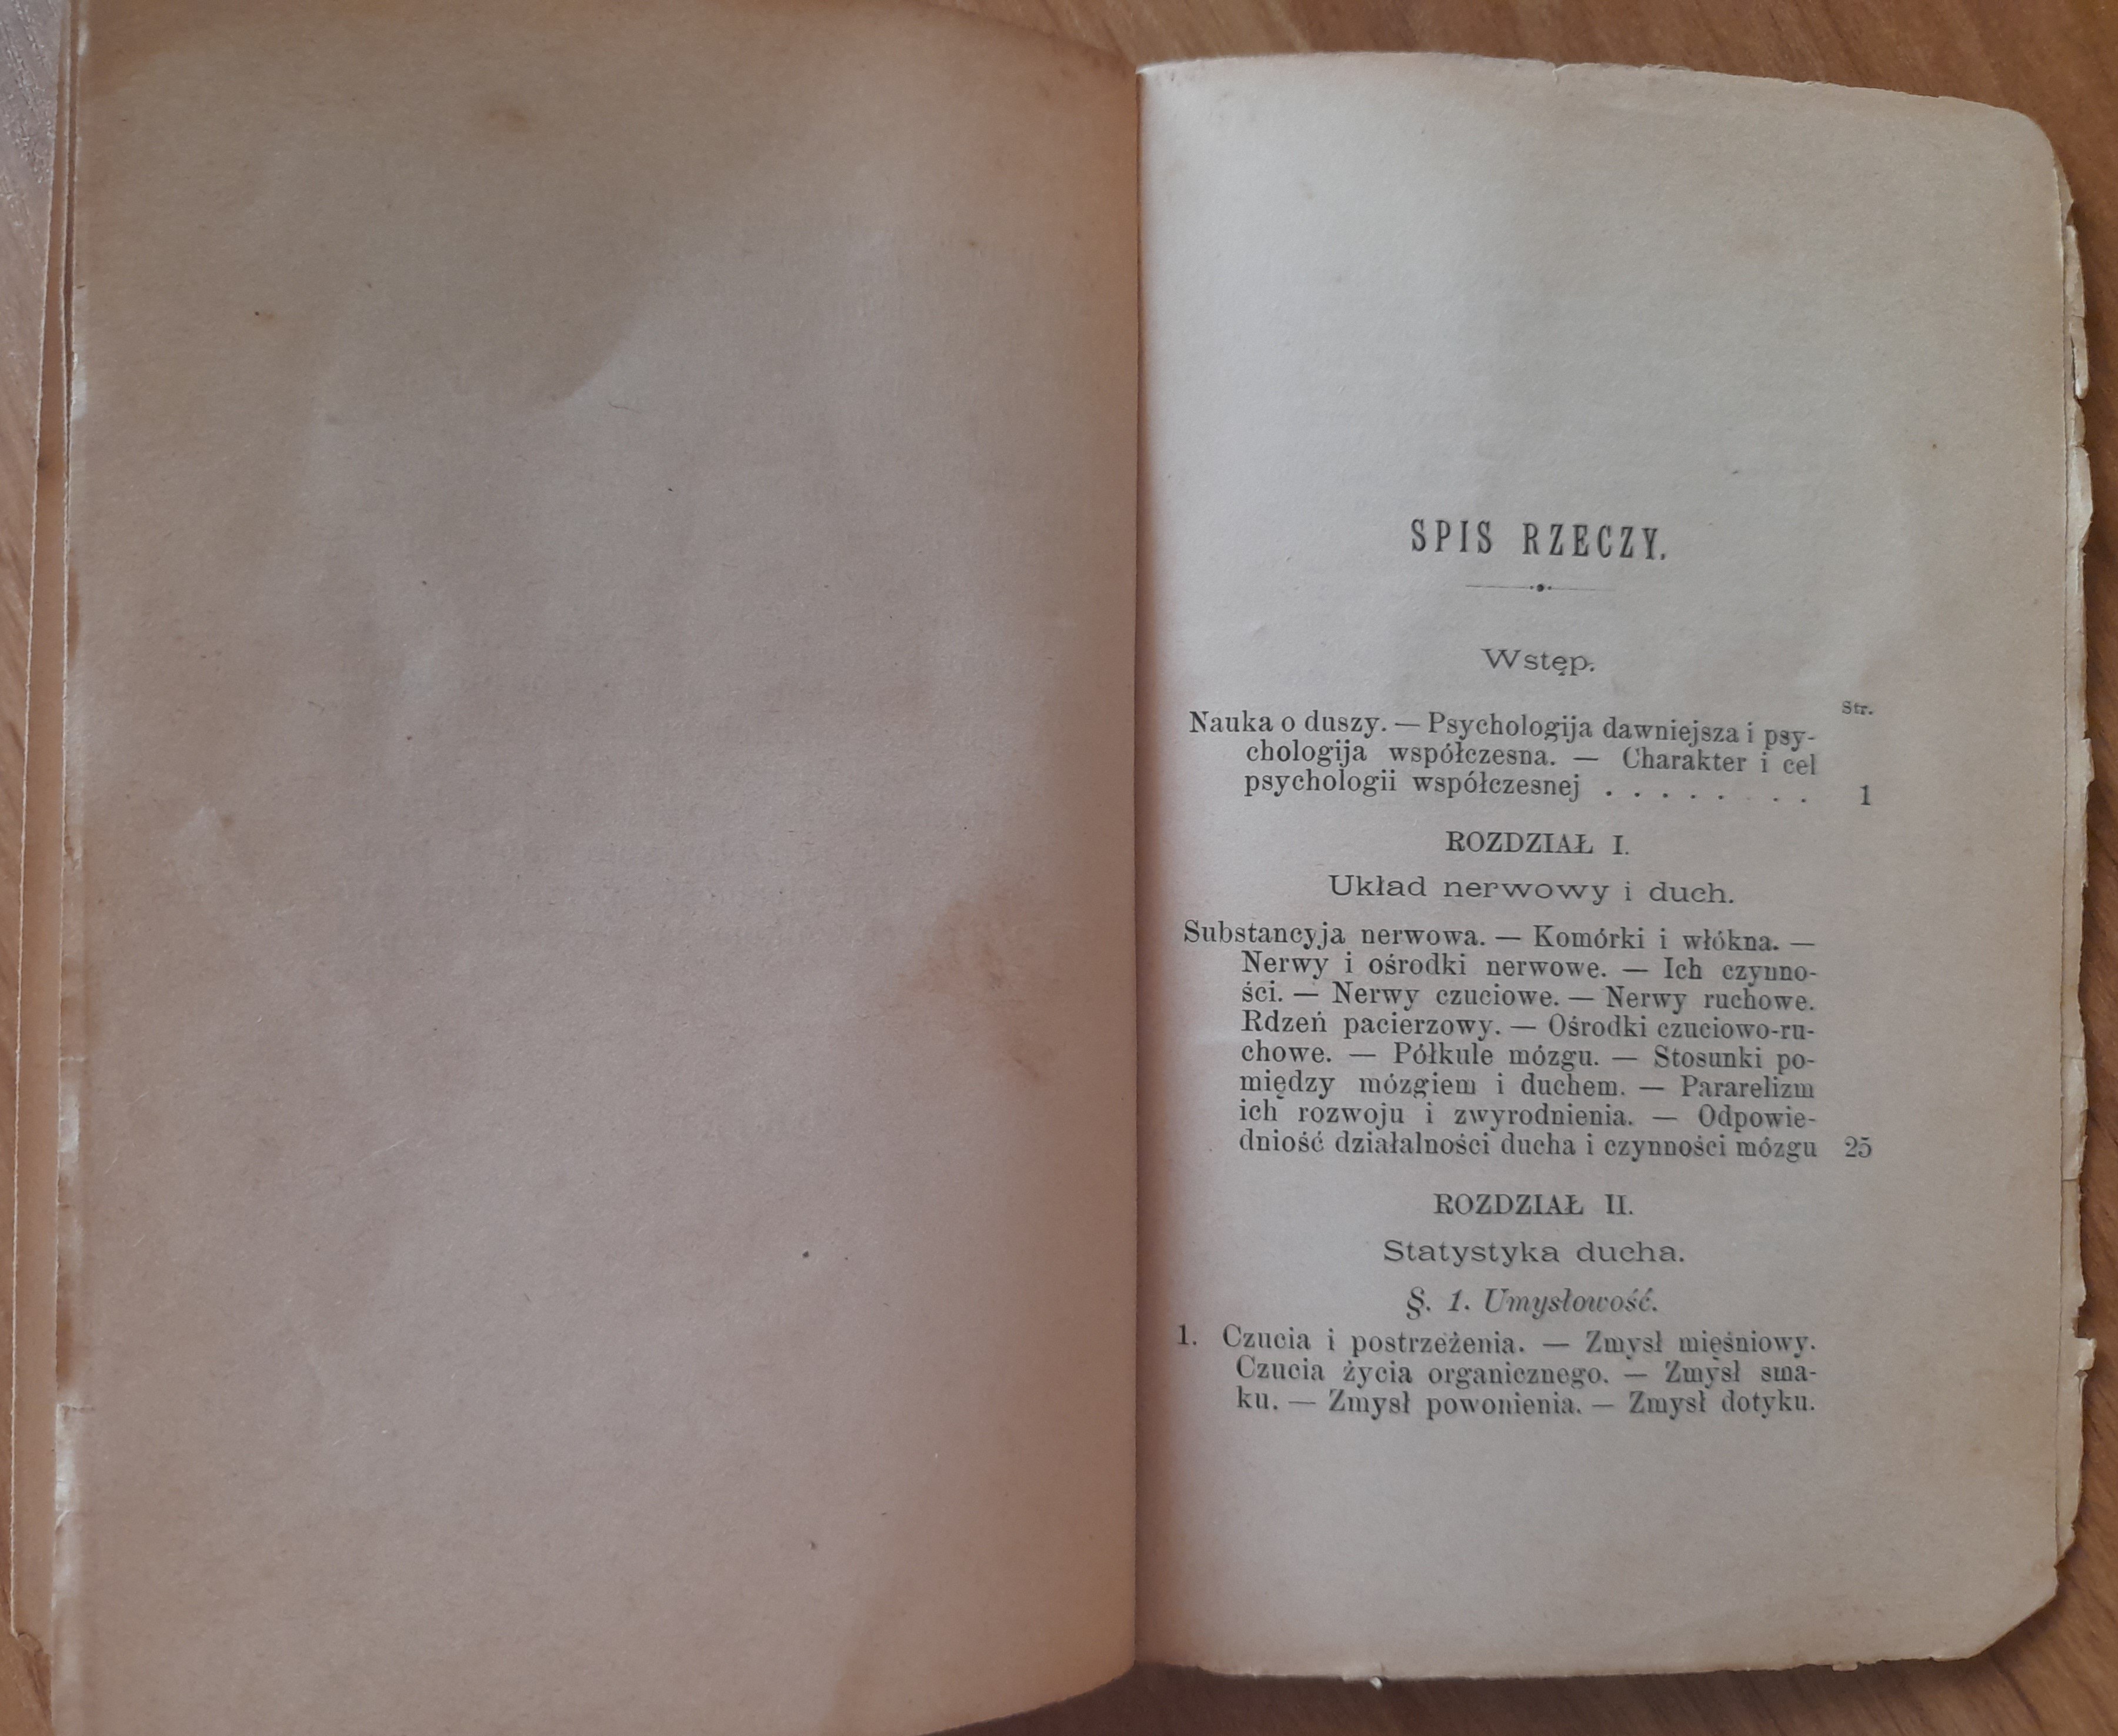 SPIS RZECZY.
Wstęp.
Str.
Nauka o duszy. — Psychologija dawniejsza i psy-
chologija współczesna. — Charakter i cel
psychologii współczesnej . . . . . . . . 1
ROZDZIAŁ I.
Układ nerwowy i duch.
Substancyja nerwowa. — Komórki i włókna. —
Nerwy i ośrodki nerwowe. — Ich czynno-
ści. — Nerwy czuciowe. — Nerwy ruchowe.
Rdzeń pacierzowy. — Ośrodki czuciowo-ru-
chowe. — Półkule mózgu. — Stosunki po-
między mózgiem i duchem. — Pararelizm
ich rozwoju i zwyrodnienia. — Odpowie-
dniość działalności ducha i czynności mózgu 25
ROZDZIAŁ II.
Statystyka ducha.
§. 1. Umysłowość.
1. Czucia i postrzeżenia. — Zmysł mięśniowy.
Czucia życia organicznego. — Zmysł sma-
ku. — Zmysł powonienia. — Zmysł dotyku.